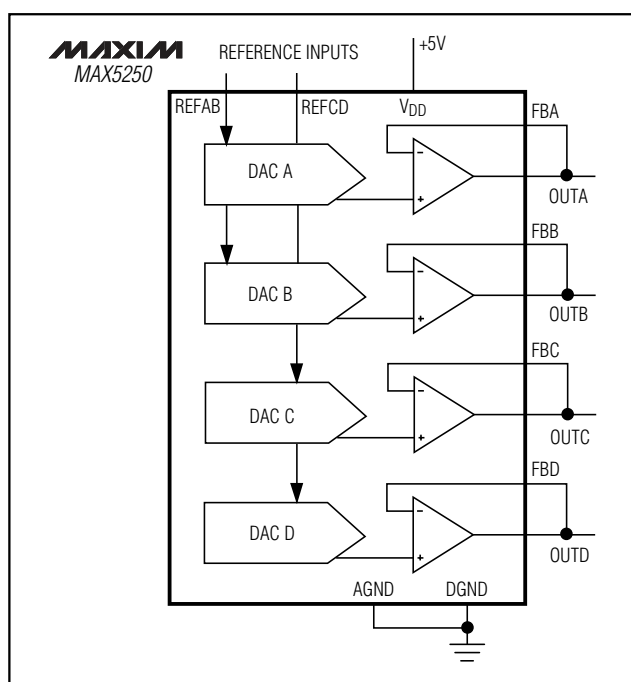 MAXIM
MAX5250
REFERENCE INPUTS
+5V
REFAB
REFCD
VDD
FBA
DAC A
-
+
OUTA
FBB
DAC B
-
+
OUTB
FBC
DAC C
-
+
OUTC
FBD
DAC D
-
+
OUTD
AGND
DGND